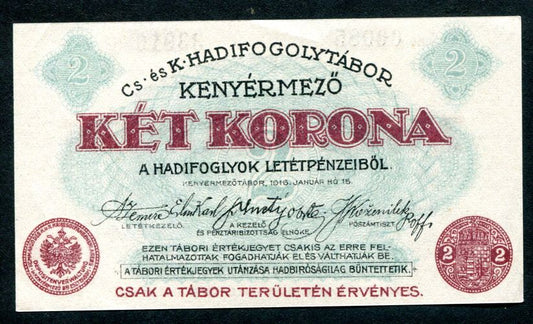 2
2
Cs. és K. HADIFOGOLYTÁBOR
KENYÉRMEZŐ
KÉT KORONA
A HADIFOGLYOK LETÉTPÉNZEIBŐL.
KENYÉRMEZŐTÁBOR, 1916. JANUÁR HÓ 15.
LETÉTKEZELŐ.
A KEZELŐ
ÉS PÉNZTÁRIBIZOTTSÁG ELNÖKE.
POSZÁMTISZT.
EZEN TÁBORI ÉRTÉKJEGYET CSAKIS AZ ERRE FEL-
HATALMAZOTTAK FOGADHATJÁK EL ÉS VÁLTHATJÁK BE.
A TÁBORI ÉRTÉKJEGYEK UTÁNZÁSA HADBIRÓSÁGILAG BÜNTETTETIK.
CSAK A TÁBOR TERÜLETÉN ÉRVÉNYES.
2
2